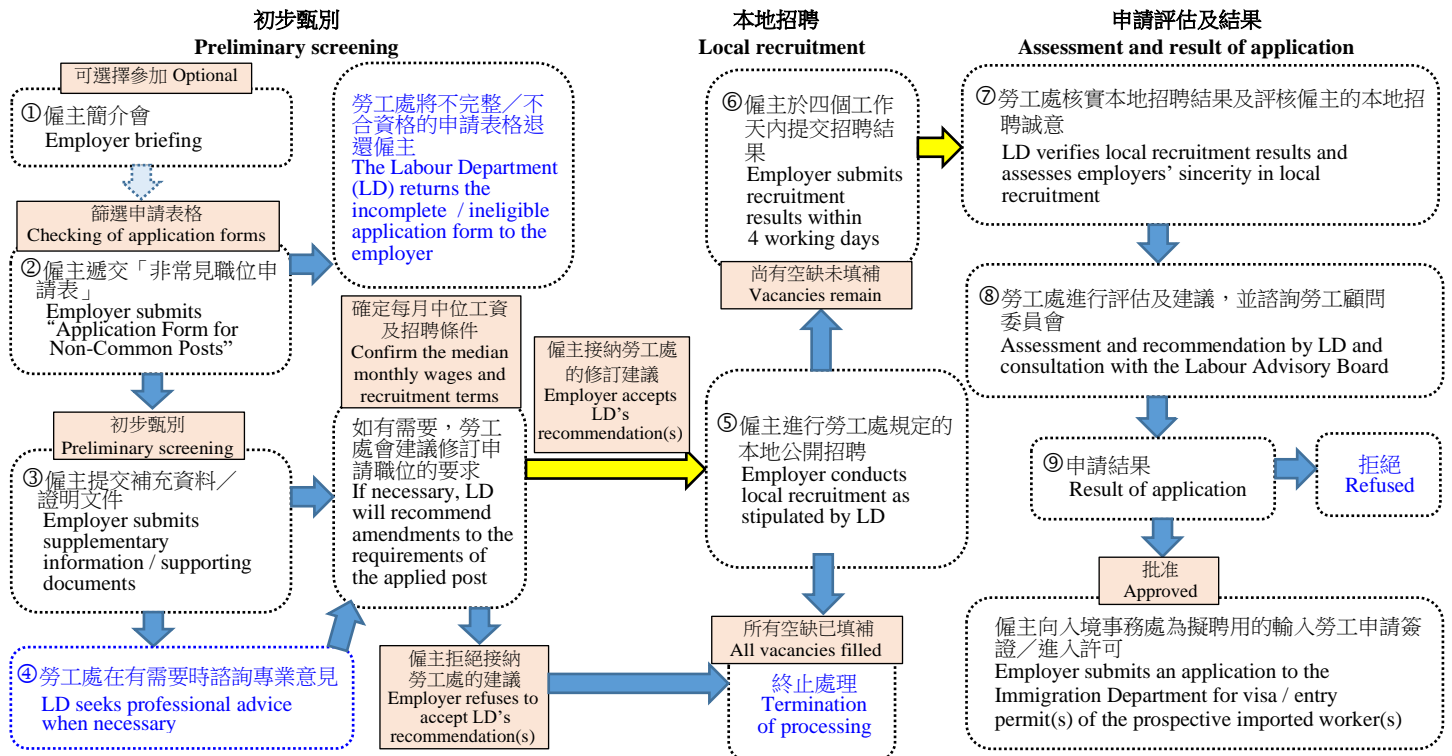 初步甄別
Preliminary screening
可選擇參加 Optional
①僱主簡介會
Employer briefing
篩選申請表格
Checking of application forms
②僱主遞交「非常見職位申
請表」
Employer submits
“Application Form for
Non-Common Posts”
勞工處將不完整／不
合資格的申請表格退
還僱主
The Labour Department
(LD) returns the
incomplete / ineligible
application form to the
employer
初步甄別
Preliminary screening
③僱主提交補充資料／
證明文件
Employer submits
supplementary
information / supporting
documents
④勞工處在有需要時諮詢專業意見
LD seeks professional advice
when necessary
確定每月中位工資
及招聘條件
Confirm the median
monthly wages and
recruitment terms
如有需要，勞工
處會建議修訂申
請職位的要求
If necessary, LD
will recommend
amendments to the
requirements of
the applied post
僱主接納勞工處
的修訂建議
Employer accepts
LD’s
recommendation(s)
僱主拒絕接納
勞工處的建議
Employer refuses to
accept LD’s
recommendation(s)
本地招聘
Local recruitment
⑥僱主於四個工作
天內提交招聘結
果
Employer submits
recruitment
results within
4 working days
尚有空缺未填補
Vacancies remain
⑤僱主進行勞工處規定的
本地公開招聘
Employer conducts
local recruitment as
stipulated by LD
所有空缺已填補
All vacancies filled
終止處理
Termination
of processing
申請評估及結果
Assessment and result of application
⑦勞工處核實本地招聘結果及評核僱主的本地招
聘誠意
LD verifies local recruitment results and
assesses employers’ sincerity in local
recruitment
⑧勞工處進行評估及建議，並諮詢勞工顧問
委員會
Assessment and recommendation by LD and
consultation with the Labour Advisory Board
⑨申請結果
Result of application
拒絕
Refused
批准
Approved
僱主向入境事務處為擬聘用的輸入勞工申請簽
證／進入許可
Employer submits an application to the
Immigration Department for visa / entry
permit(s) of the prospective imported worker(s)